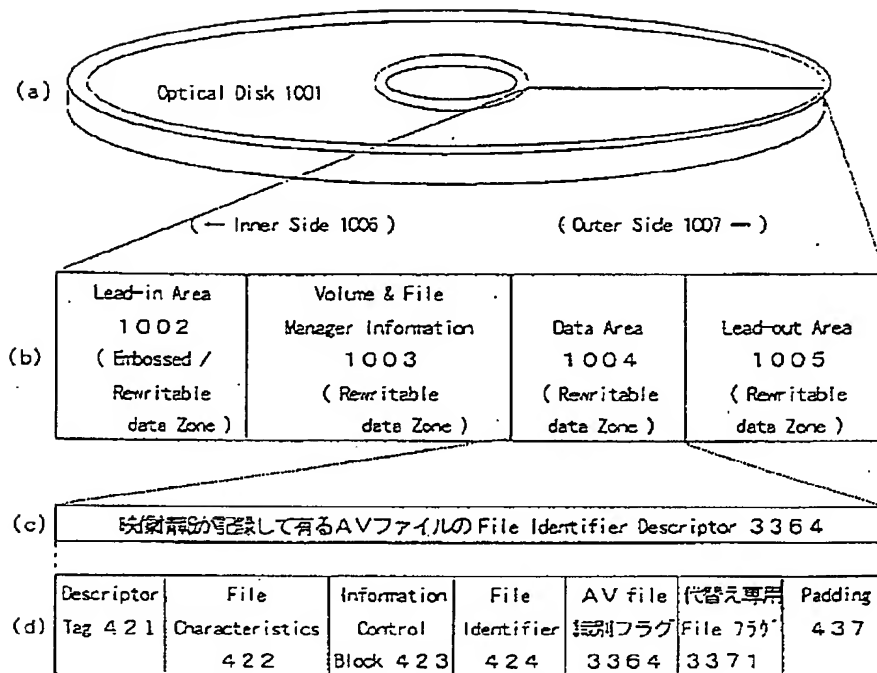 (a)
Optical Disk 1001
(← Inner Side 1006)
(Outer Side 1007 →)
(b)
Lead-in Area
1002
(Embossed /
Rewritable
data Zone)
Volume & File
Manager Information
1003
(Rewritable
data Zone)
Data Area
1004
(Rewritable
data Zone)
Lead-out Area
1005
(Rewritable
data Zone)
(c)
映像情報が記録して有るAVファイルの File Identifier Descriptor 3364
(d)
Descriptor
Tag 421
File
Characteristics
422
Information
Control
Block 423
File
Identifier
424
AV file
識別フラグ
3364
代替え専用
File フラグ
3371
Padding
437